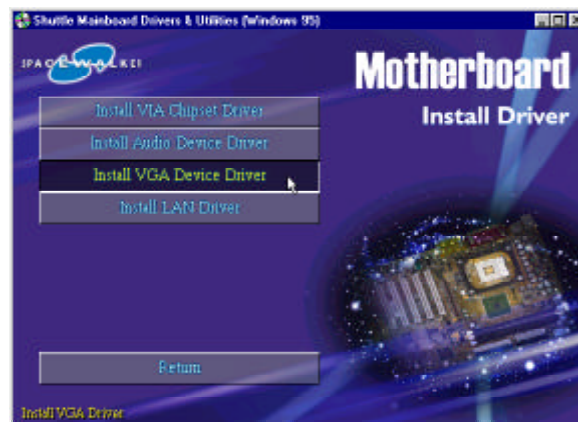 Shuttle Mainboard Drivers & Utilities (Windows 95)
SPACEWALKER
Motherboard
Install Driver
Install VIA Chipset Driver
Install Audio Device Driver
Install VGA Device Driver
Install LAN Driver
Return
Install VGA Driver